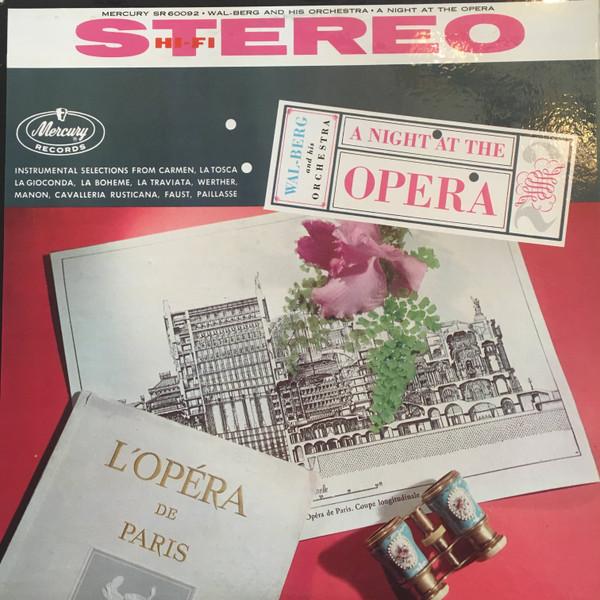 MERCURY SR 60092 • WAL-BERG AND HIS ORCHESTRA • A NIGHT AT THE OPERA
STEREO
HI-FI
Mercury
RECORDS
INSTRUMENTAL SELECTIONS FROM CARMEN, LA TOSCA
LA GIOCONDA, LA BOHEME, LA TRAVIATA, WERTHER,
MANON, CAVALLERIA RUSTICANA, FAUST, PAILLASSE
WAL-BERG
and his
ORCHESTRA
A NIGHT AT THE
OPERA
L'OPÉRA
DE
PARIS
Opéra de Paris. Coupe longitudinale